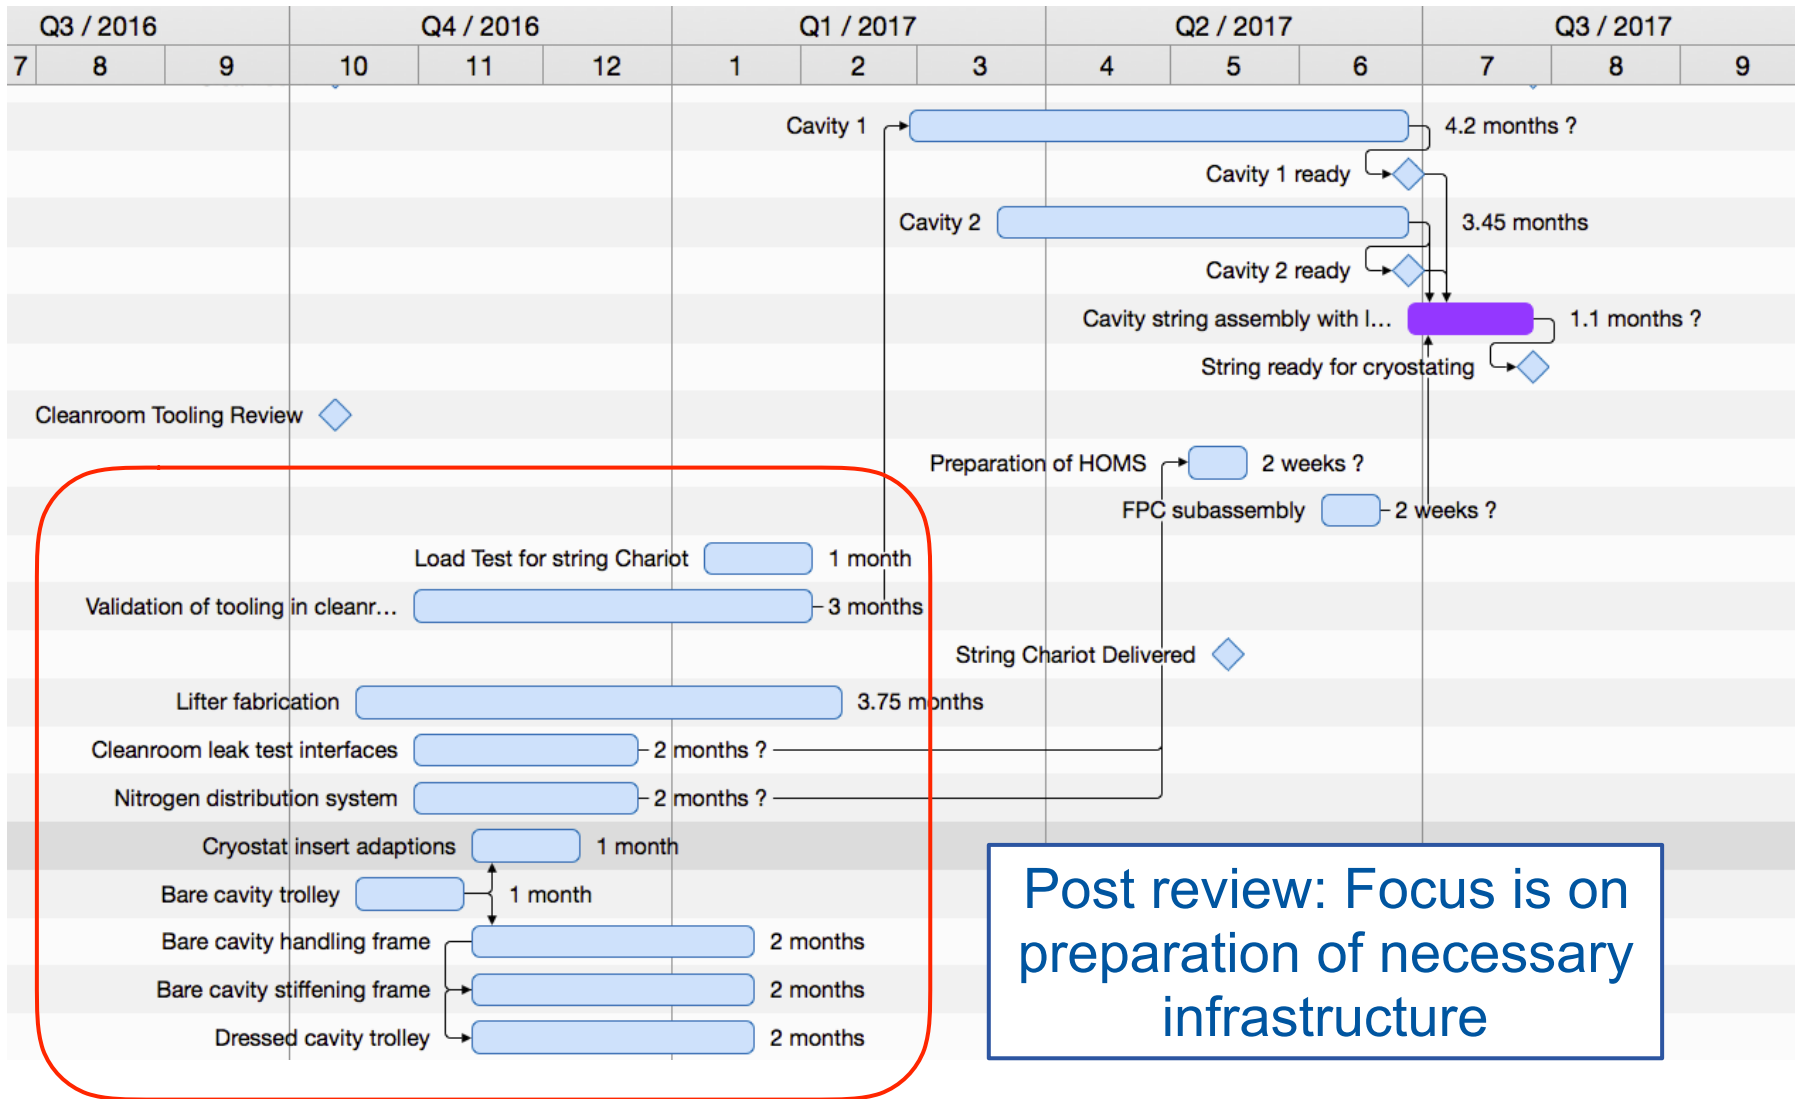 Q3 / 2016 Q4 / 2016 Q1 / 2017 Q2 / 2017 Q3 / 2017
7 8 9 10 11 12 1 2 3 4 5 6 7 8 9
Cavity 1 4.2 months ?
Cavity 1 ready
Cavity 2 3.45 months
Cavity 2 ready
Cavity string assembly with l... 1.1 months ?
String ready for cryostating
Cleanroom Tooling Review
Preparation of HOMS 2 weeks ?
FPC subassembly 2 weeks ?
Load Test for string Chariot 1 month
Validation of tooling in cleanr... 3 months
String Chariot Delivered
Lifter fabrication 3.75 months
Cleanroom leak test interfaces 2 months ?
Nitrogen distribution system 2 months ?
Cryostat insert adaptions 1 month
Bare cavity trolley 1 month
Bare cavity handling frame 2 months
Bare cavity stiffening frame 2 months
Dressed cavity trolley 2 months
Post review: Focus is on
preparation of necessary
infrastructure